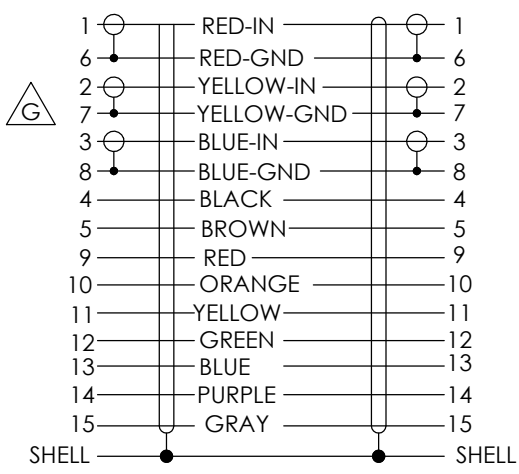 1 RED-IN 1
6 RED-GND 6
2 YELLOW-IN 2
G
7 YELLOW-GND 7
3 BLUE-IN 3
8 BLUE-GND 8
4 BLACK 4
5 BROWN 5
9 RED 9
10 ORANGE 10
11 YELLOW 11
12 GREEN 12
13 BLUE 13
14 PURPLE 14
15 GRAY 15
SHELL SHELL